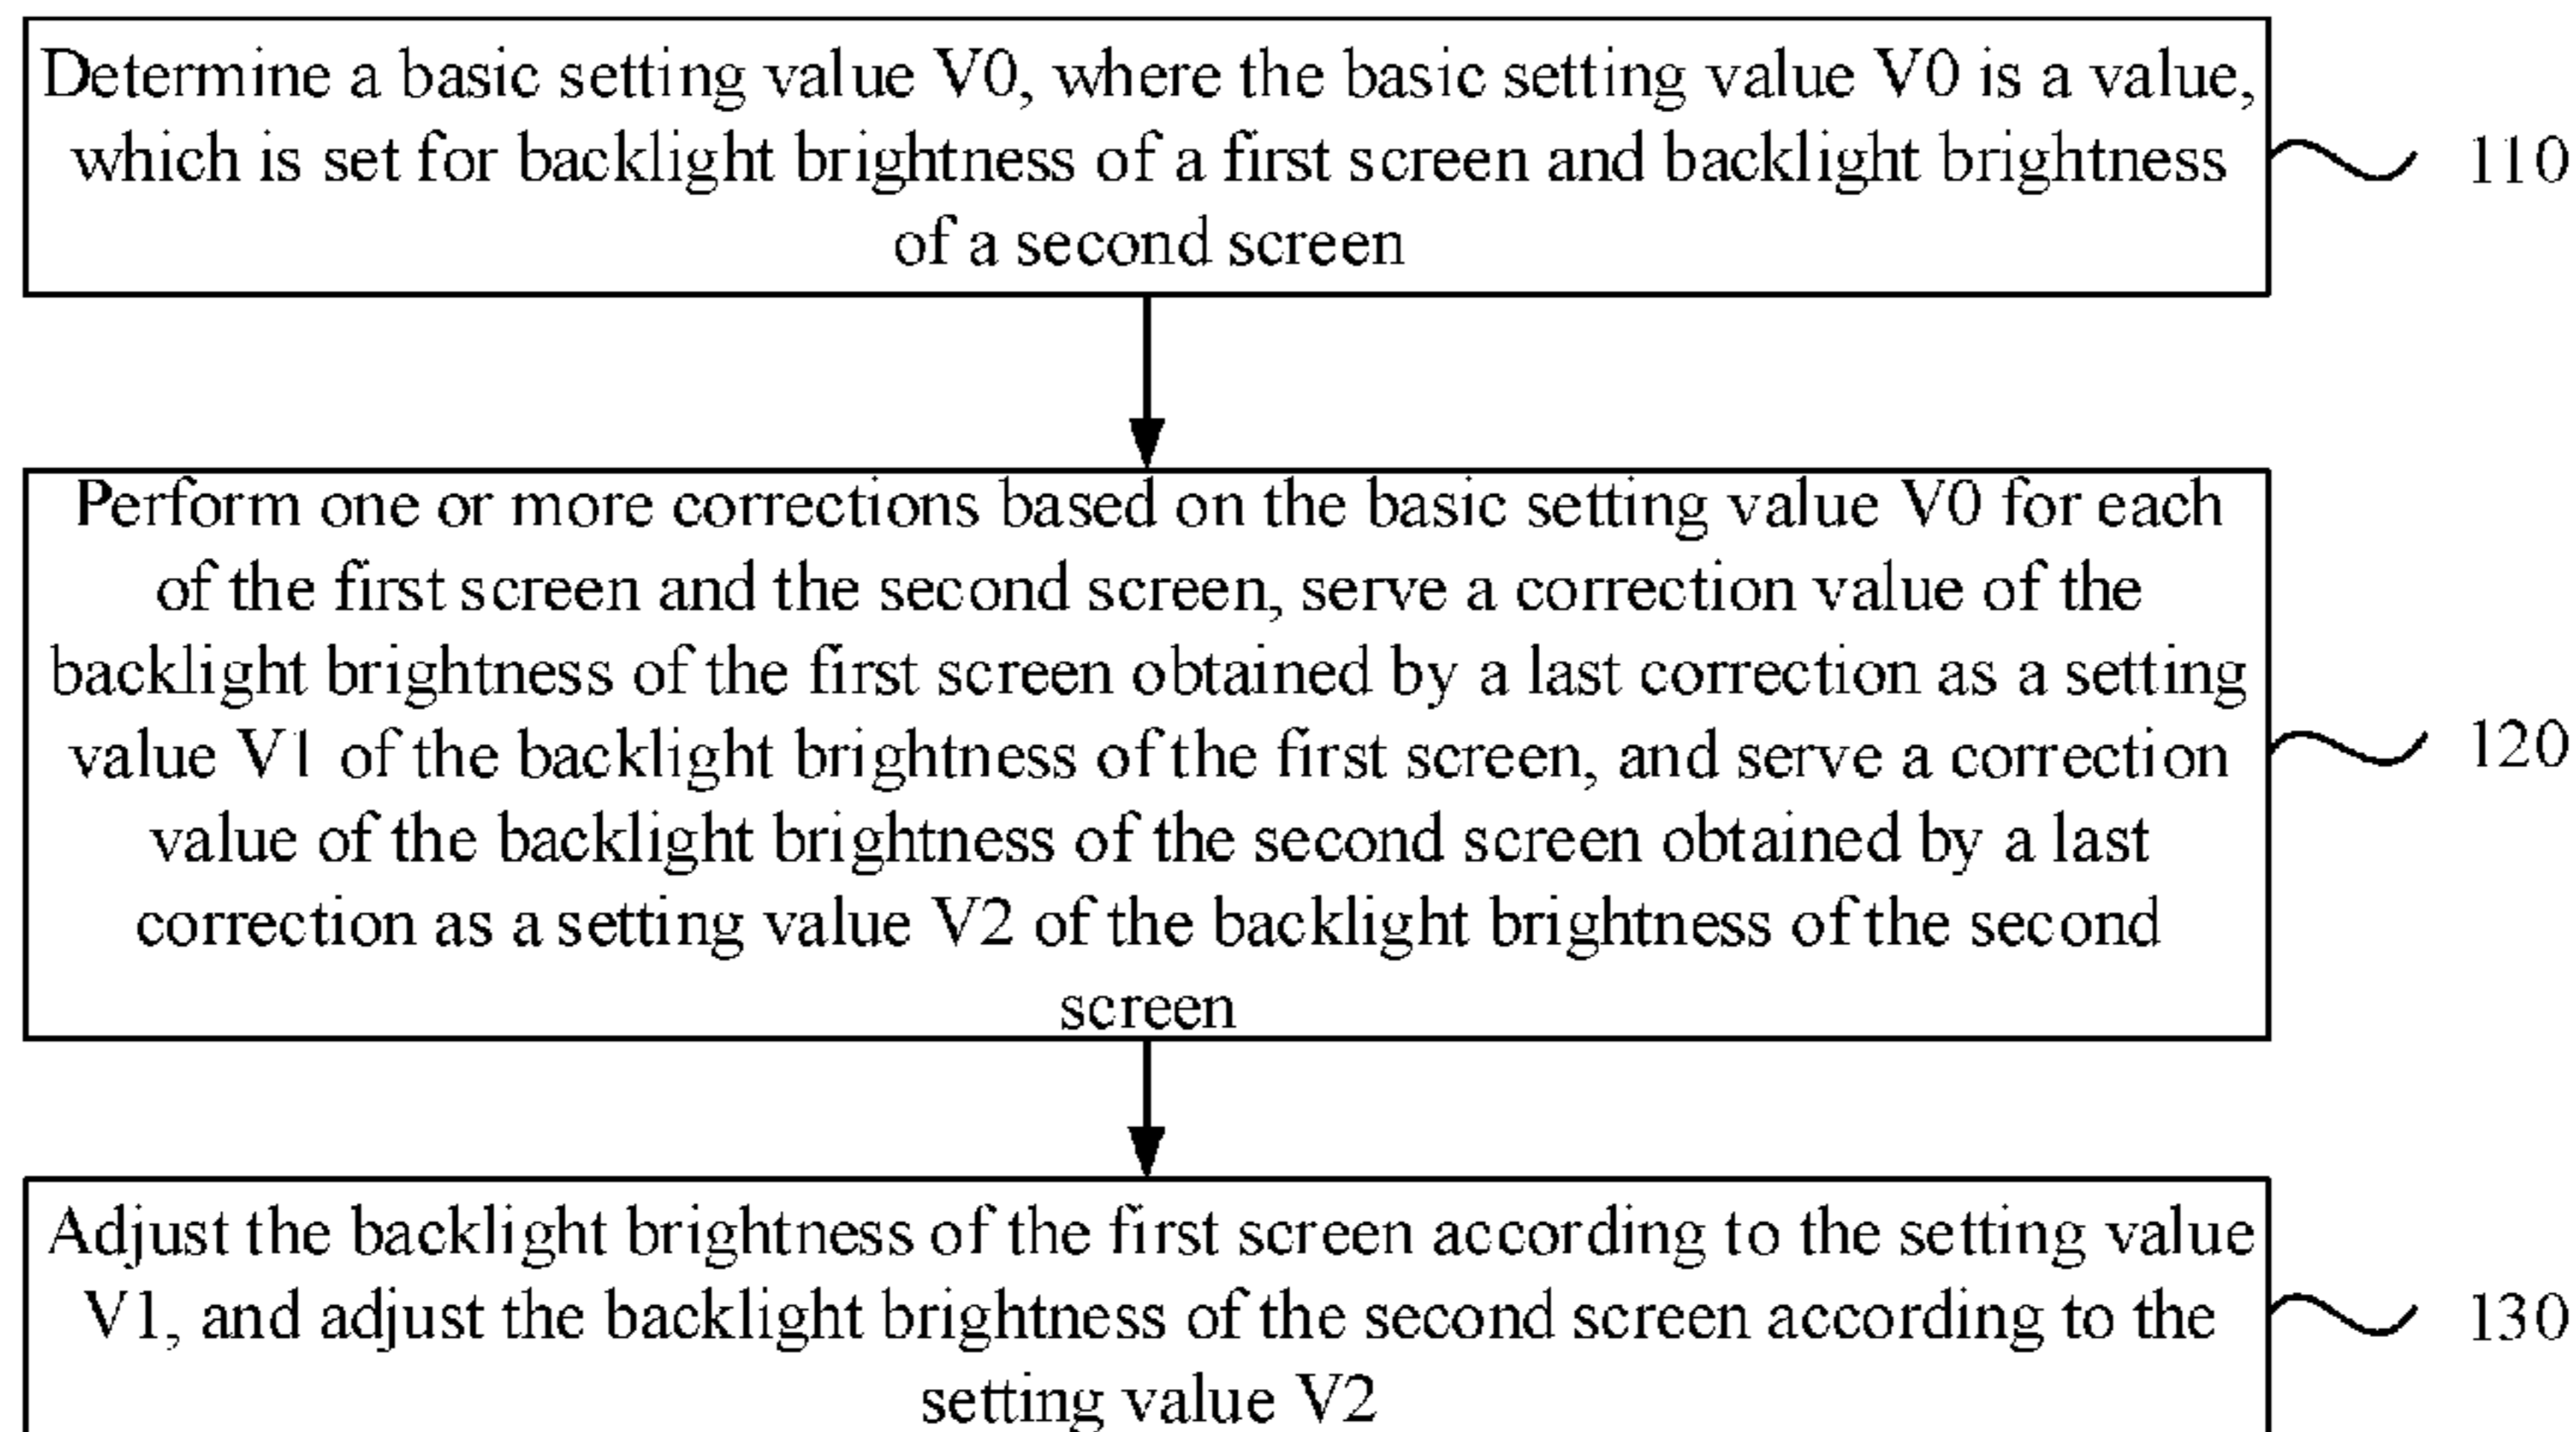 Determine a basic setting value V0, where the basic setting value V0 is a value,
which is set for backlight brightness of a first screen and backlight brightness
of a second screen
110
Perform one or more corrections based on the basic setting value V0 for each
of the first screen and the second screen, serve a correction value of the
backlight brightness of the first screen obtained by a last correction as a setting
value V1 of the backlight brightness of the first screen, and serve a correction
value of the backlight brightness of the second screen obtained by a last
correction as a setting value V2 of the backlight brightness of the second
screen
120
Adjust the backlight brightness of the first screen according to the setting value
V1, and adjust the backlight brightness of the second screen according to the
setting value V2
130